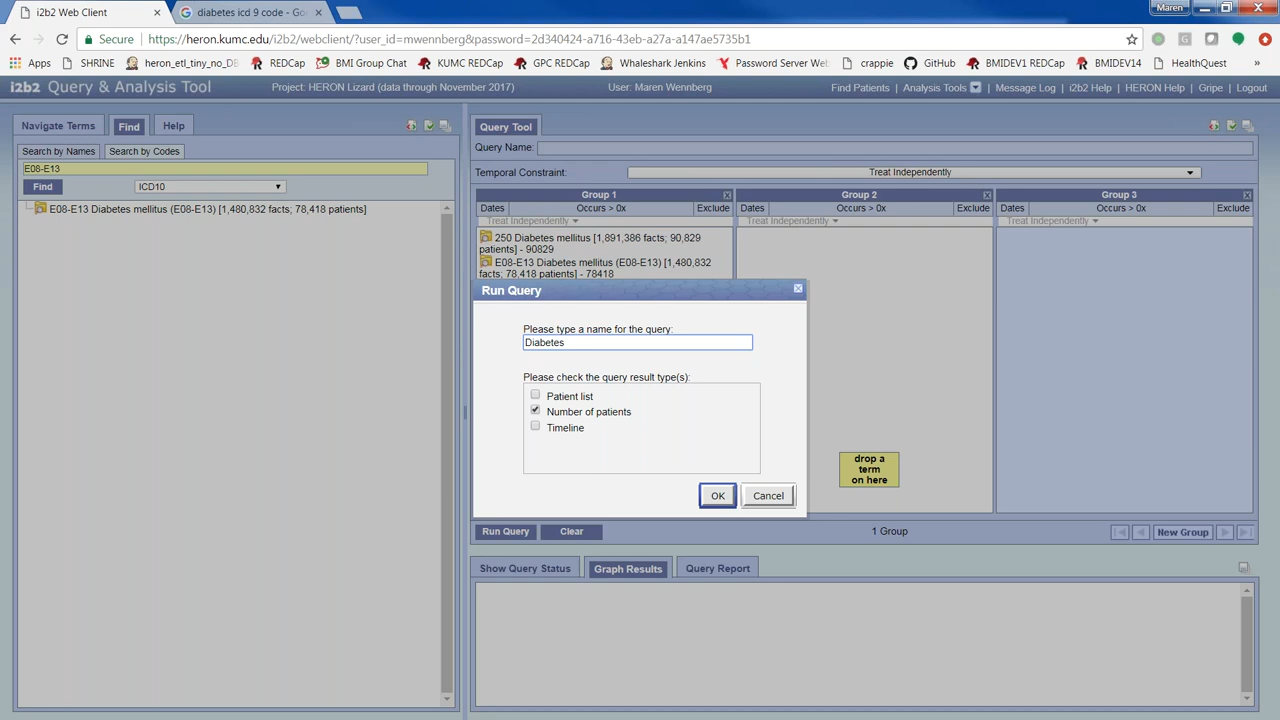 Maren
i2b2 Web Client
diabetes icd 9 code - Go
Secure https://heron.kumc.edu/i2b2/webclient/?user_id=mwennberg&password=2d340424-a716-43eb-a27a-a147ae5735b1
Apps SHRINE heron_etl_tiny_no_DE REDCap BMI Group Chat KUMC REDCap GPC REDCap Whaleshark Jenkins Password Server Web crappie GitHub BMIDEV1 REDCap BMIDEV14 HealthQuest »
i2b2 Query & Analysis Tool Project: HERON Lizard (data through November 2017) User: Maren Wennberg Find Patients | Analysis Tools | Message Log | i2b2 Help | HERON Help | Gripe | Logout
Navigate Terms Find Help
Search by Names Search by Codes
E08-E13
Find ICD10
E08-E13 Diabetes mellitus (E08-E13) [1,480,832 facts; 78,418 patients]
Query Tool
Query Name:
Temporal Constraint: Treat Independently
Group 1 Group 2 Group 3
Dates Occurs > 0x Exclude Dates Occurs > 0x Exclude Dates Occurs > 0x Exclude
Treat Independently Treat Independently Treat Independently
250 Diabetes mellitus [1,891,386 facts; 90,829
patients] - 90829
E08-E13 Diabetes mellitus (E08-E13) [1,480,832
facts; 78,418 patients] - 78418
Run Query
Please type a name for the query:
Diabetes
Please check the query result type(s):
Patient list
Number of patients
Timeline
OK Cancel
drop a
term
on here
Run Query Clear 1 Group New Group
Show Query Status Graph Results Query Report